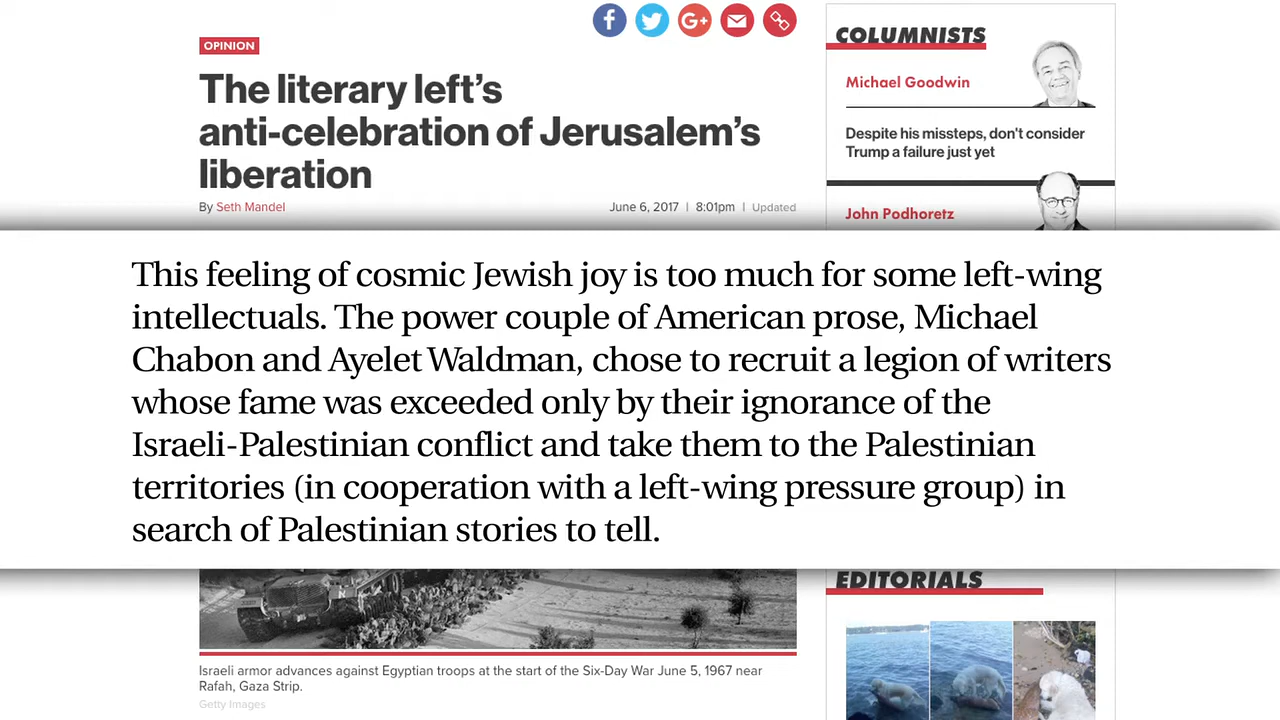 OPINION
The literary left's
anti-celebration of Jerusalem's
liberation
By Seth Mandel
June 6, 2017 | 8:01pm | Updated
COLUMNISTS
Michael Goodwin
Despite his missteps, don't consider
Trump a failure just yet
John Podhoretz
This feeling of cosmic Jewish joy is too much for some left-wing
intellectuals. The power couple of American prose, Michael
Chabon and Ayelet Waldman, chose to recruit a legion of writers
whose fame was exceeded only by their ignorance of the
Israeli-Palestinian conflict and take them to the Palestinian
territories (in cooperation with a left-wing pressure group) in
search of Palestinian stories to tell.
Israeli armor advances against Egyptian troops at the start of the Six-Day War June 5, 1967 near
Rafah, Gaza Strip.
Getty Images
EDITORIALS